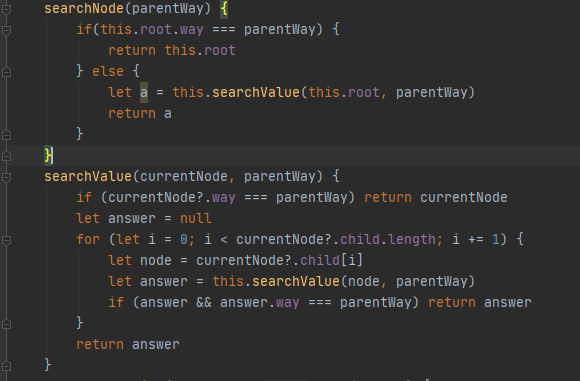 searchNode(parentWay) {
if(this.root.way === parentWay) {
return this.root
} else {
let a = this.searchValue(this.root, parentWay)
return a
}
}
searchValue(currentNode, parentWay) {
if (currentNode?.way === parentWay) return currentNode
let answer = null
for (let i = 0; i < currentNode?.child.length; i += 1) {
let node = currentNode?.child[i]
let answer = this.searchValue(node, parentWay)
if (answer && answer.way === parentWay) return answer
}
return answer
}